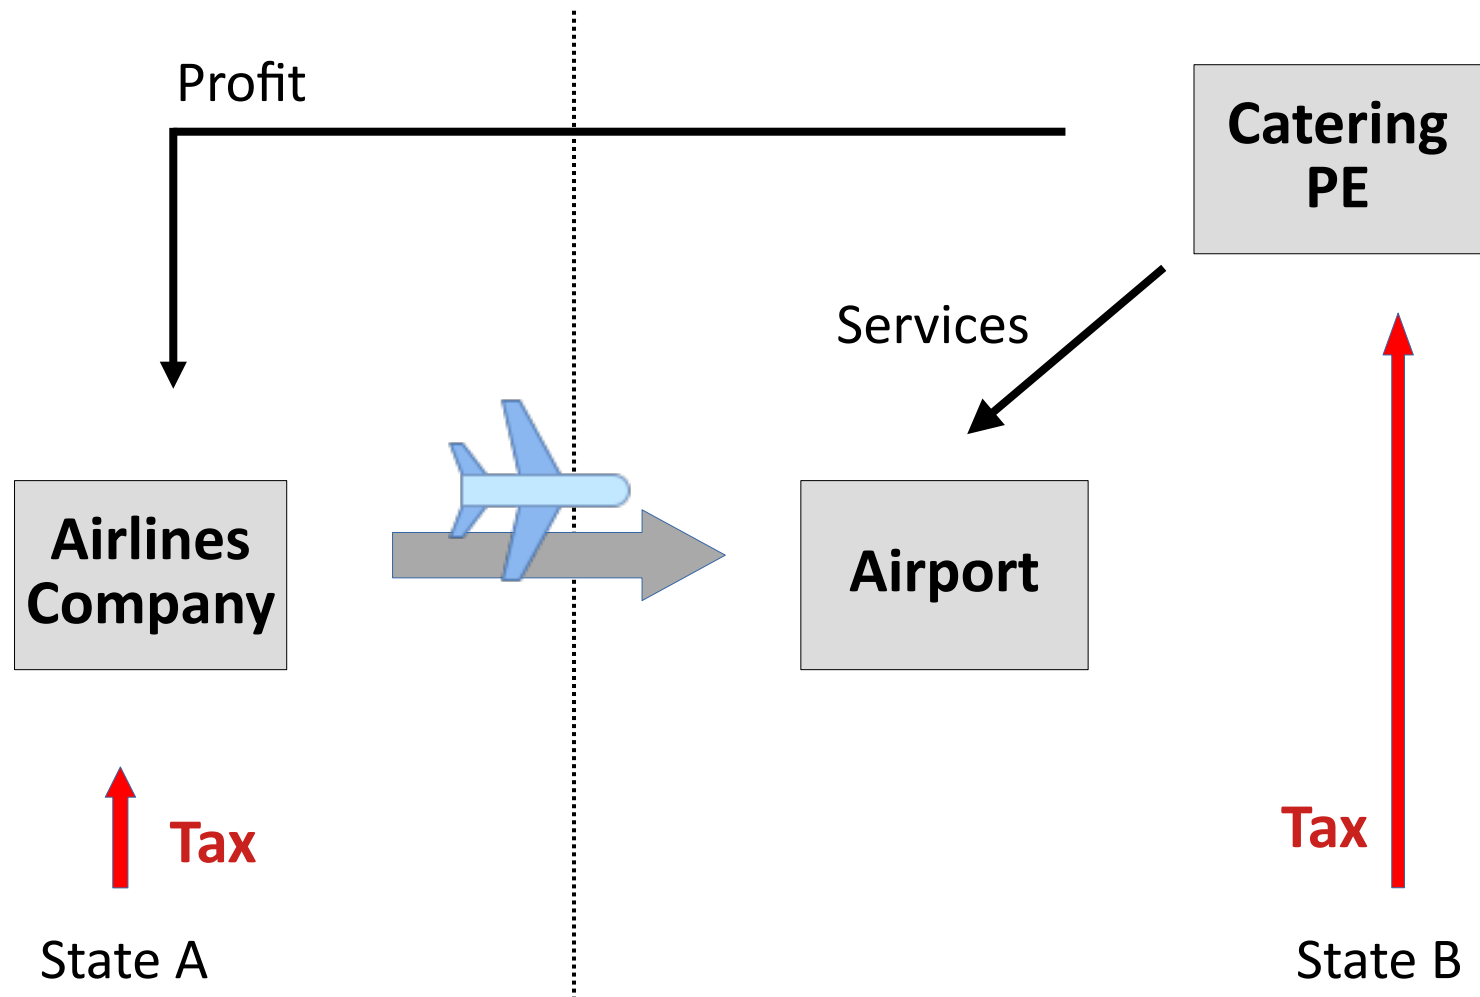 Profit
Catering
PE
Services
Airlines
Company
Airport
Tax
Tax
State A
State B